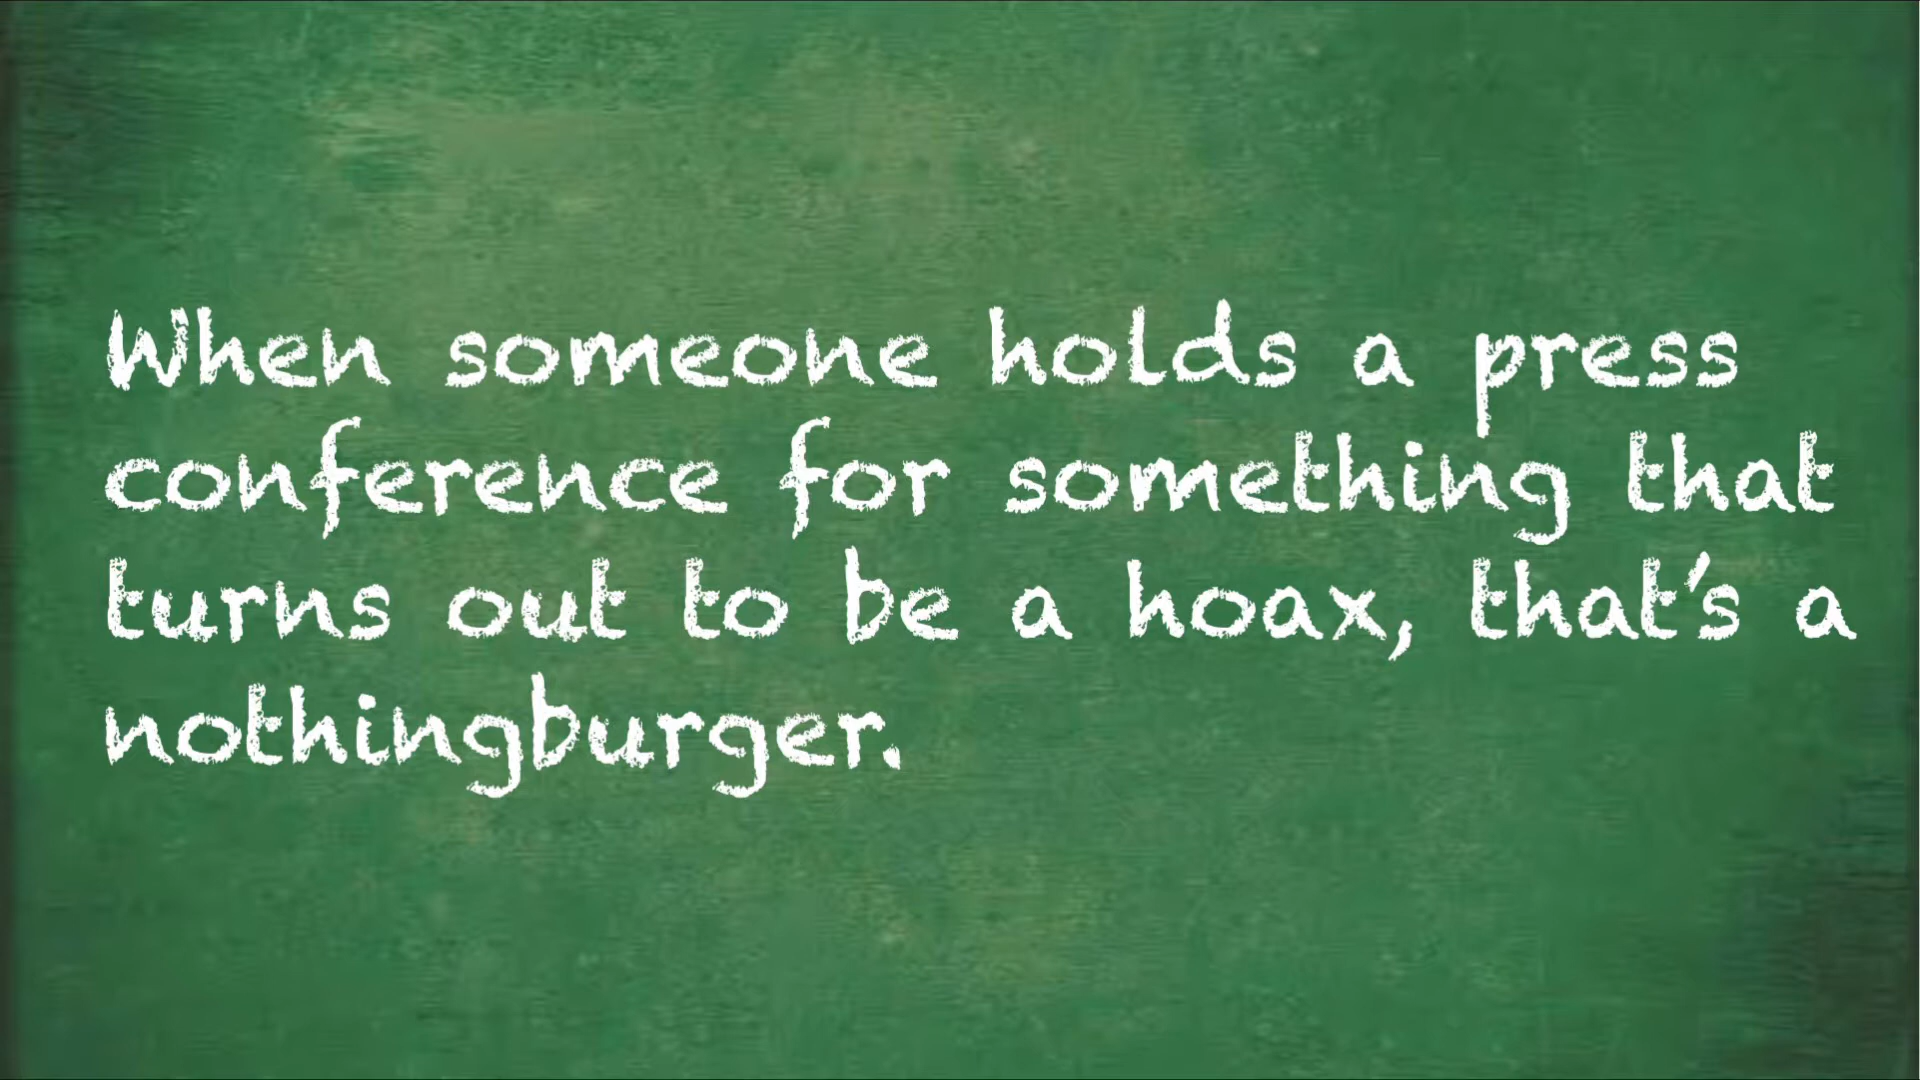 When someone holds a press
conference for something that
turns out to be a hoax, that's a
nothingburger.